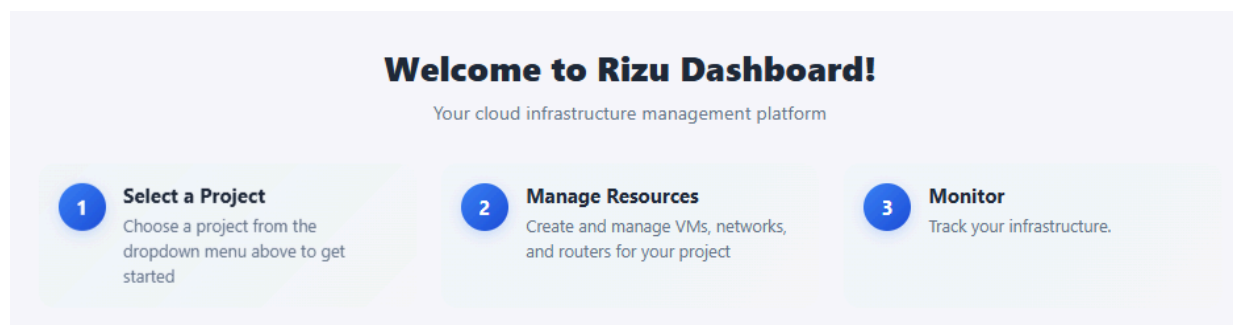 Welcome to Rizu Dashboard!
Your cloud infrastructure management platform
1
Select a Project
Choose a project from the
dropdown menu above to get
started
2
Manage Resources
Create and manage VMs, networks,
and routers for your project
3
Monitor
Track your infrastructure.